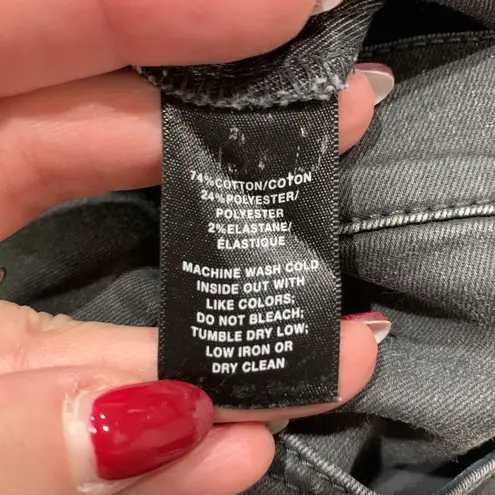 74%COTTON/COTON
24%POLYESTER/
POLYESTER
2%ELASTANE/
ÉLASTIQUE
MACHINE WASH COLD
INSIDE OUT WITH
LIKE COLORS;
DO NOT BLEACH;
TUMBLE DRY LOW;
LOW IRON OR
DRY CLEAN